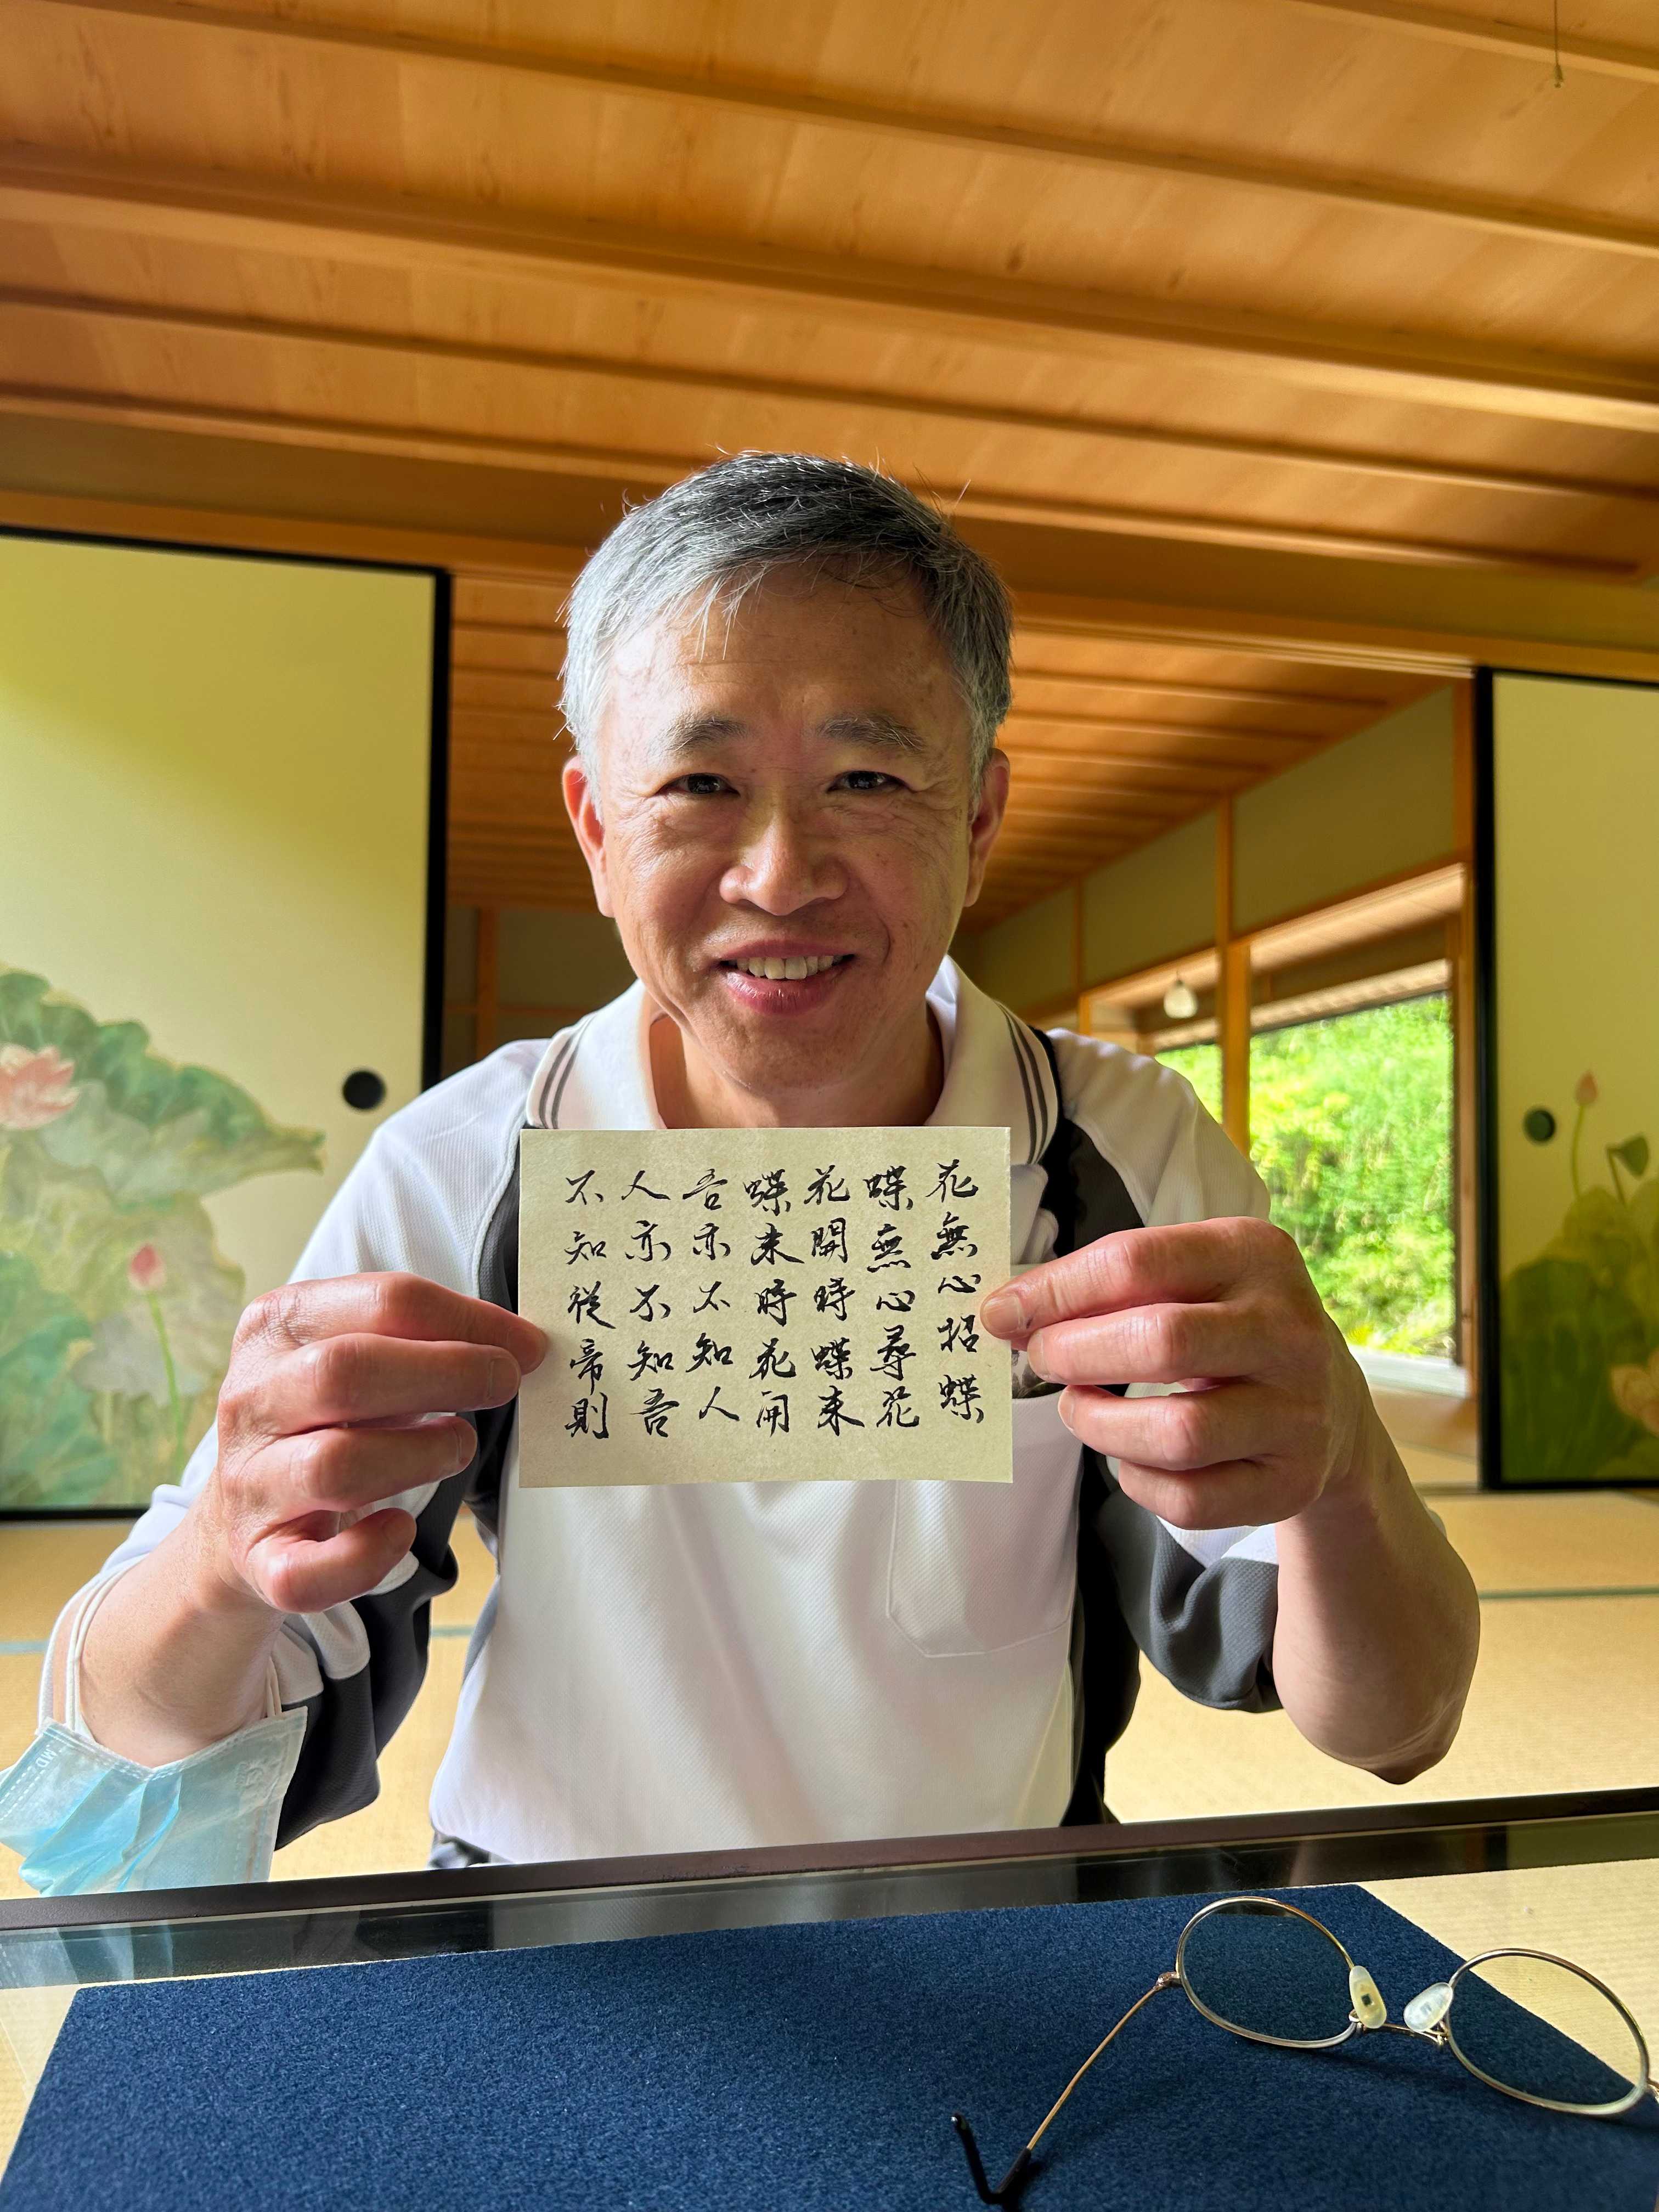 花無心招蝶
蝶無心尋花
花開時蝶来
蝶来時花開
吾亦不知人
人亦不知吾
不知従帝則